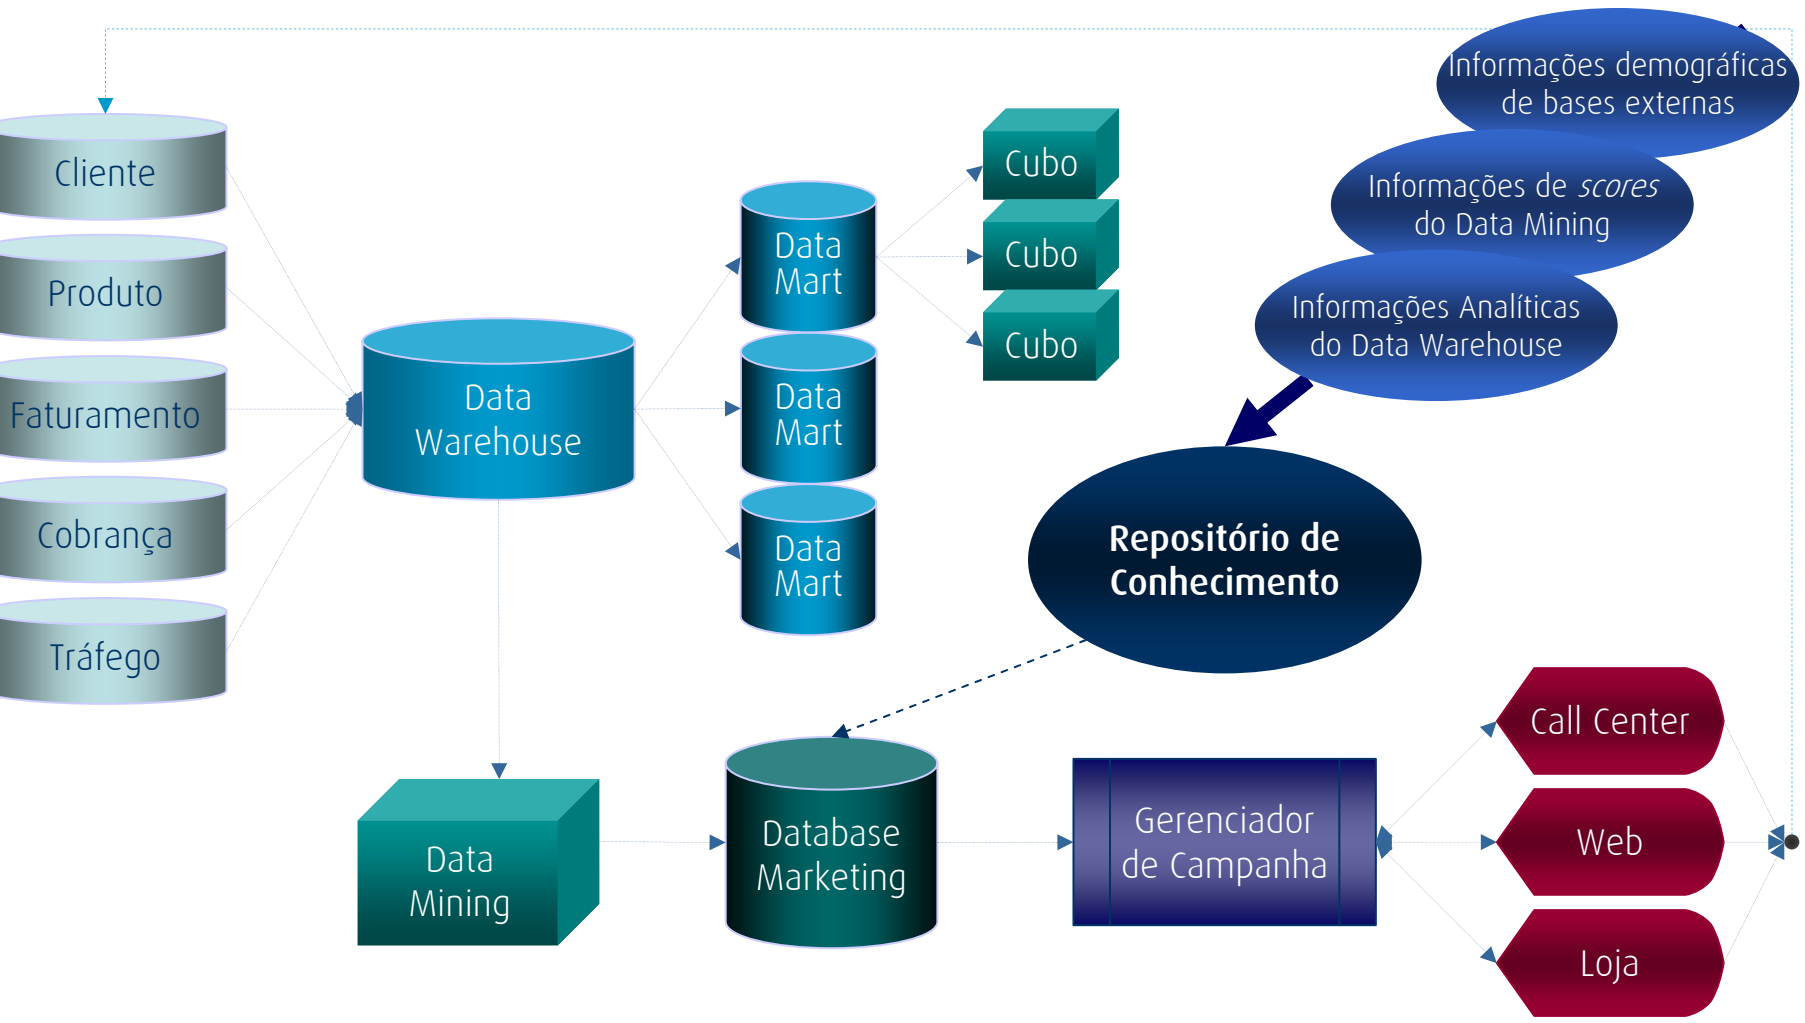 Cliente
Produto
Faturamento
Cobrança
Tráfego
Data
Warehouse
Data
Mart
Data
Mart
Data
Mart
Cubo
Cubo
Cubo
Informações demográficas
de bases externas
Informações de scores
do Data Mining
Informações Analíticas
do Data Warehouse
Repositório de
Conhecimento
Data
Mining
Database
Marketing
Gerenciador
de Campanha
Call Center
Web
Loja